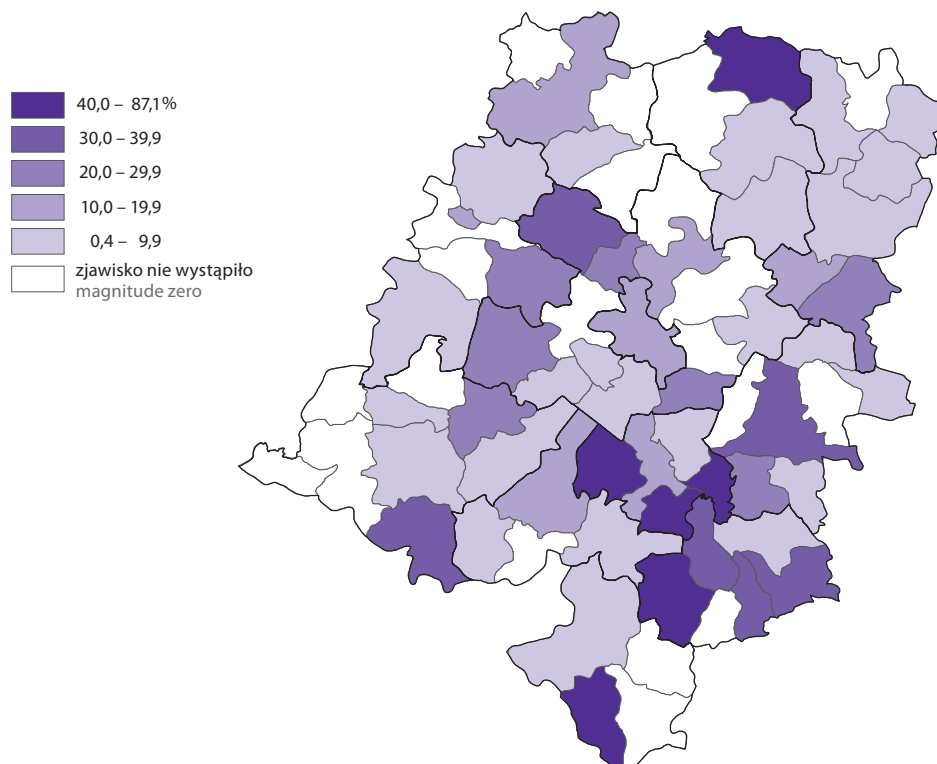 40,0 – 87,1%
30,0 – 39,9
20,0 – 29,9
10,0 – 19,9
0,4 – 9,9
zjawisko nie wystąpiło
magnitude zero